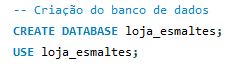 -- Criação do banco de dados
CREATE DATABASE loja_esmaltes;
USE loja_esmaltes;